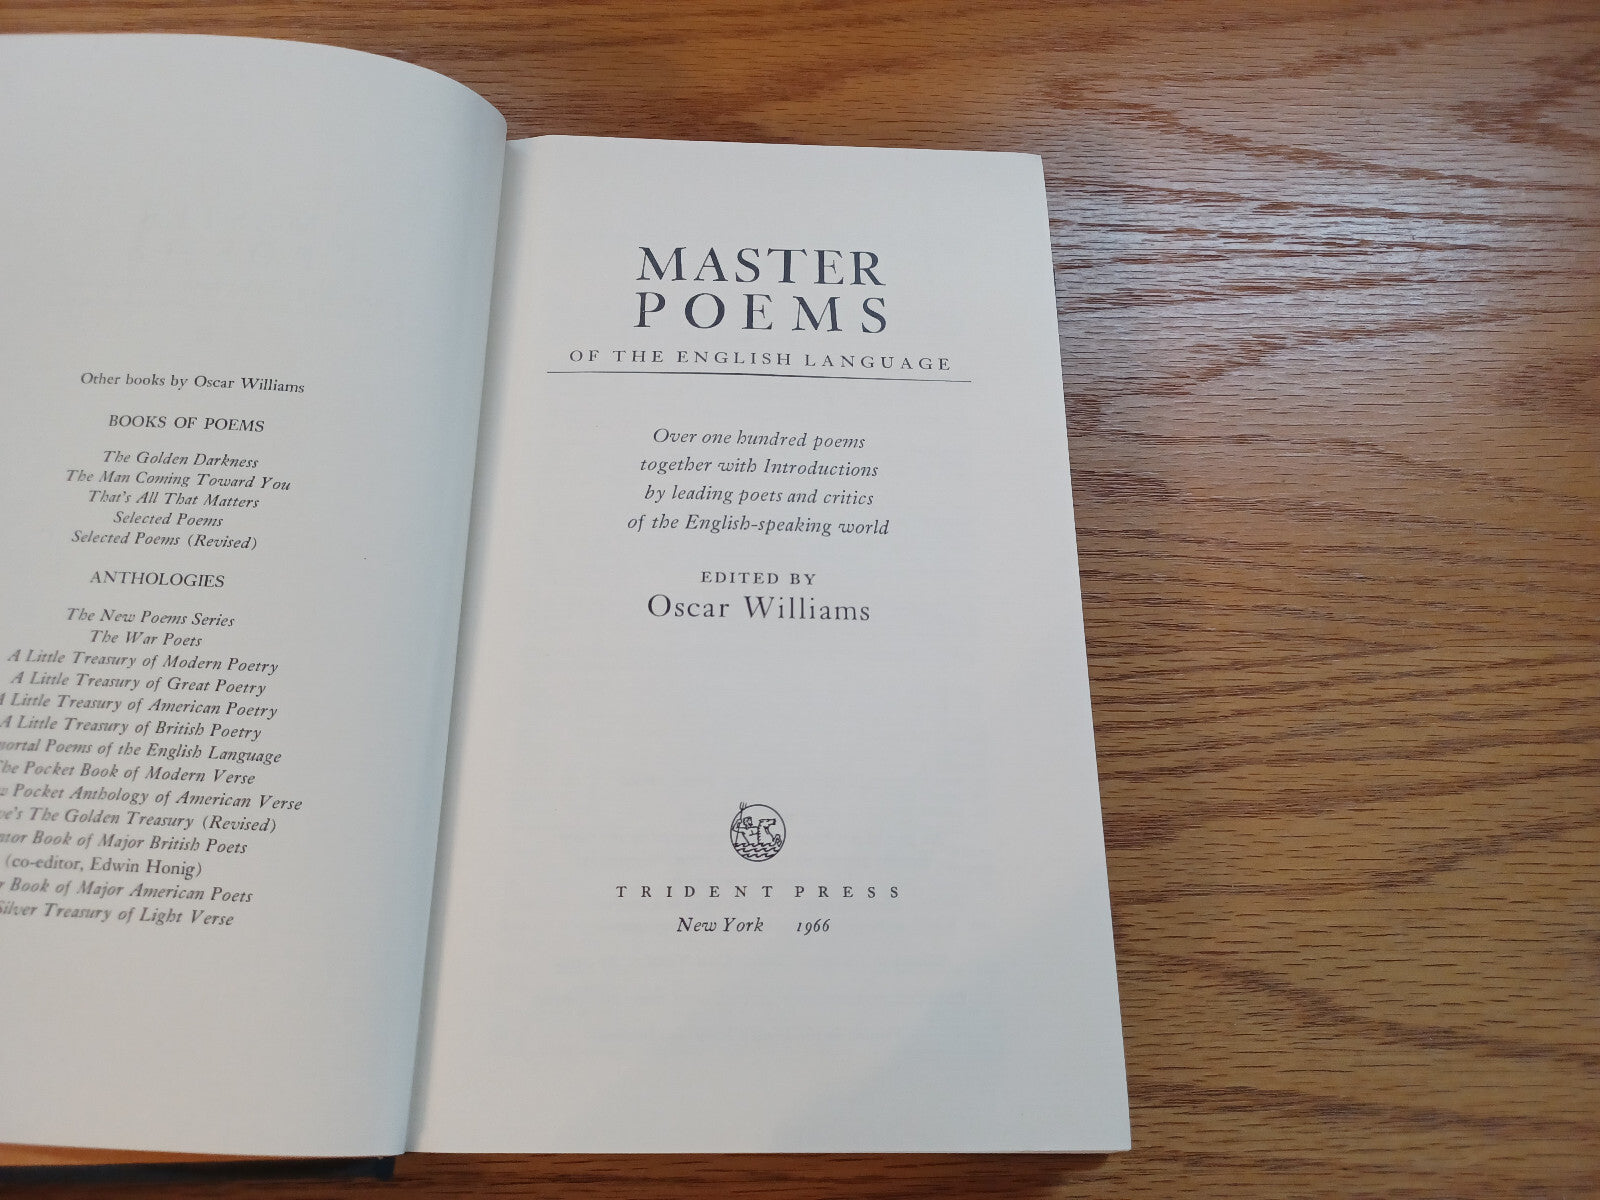 Other books by Oscar Williams
BOOKS OF POEMS
The Golden Darkness
The Man Coming Toward You
That's All That Matters
Selected Poems
Selected Poems (Revised)
ANTHOLOGIES
The New Poems Series
The War Poets
A Little Treasury of Modern Poetry
A Little Treasury of Great Poetry
A Little Treasury of American Poetry
A Little Treasury of British Poetry
Poems of the English Language
The Pocket Book of Modern Verse
Pocket Anthology of American Verse
The Golden Treasury (Revised)
Book of Major British Poets
(co-editor, Edwin Honig)
Book of Major American Poets
Silver Treasury of Light Verse
MASTER
POEMS
OF THE ENGLISH LANGUAGE
Over one hundred poems
together with Introductions
by leading poets and critics
of the English-speaking world
EDITED BY
Oscar Williams
TRIDENT PRESS
New York 1966